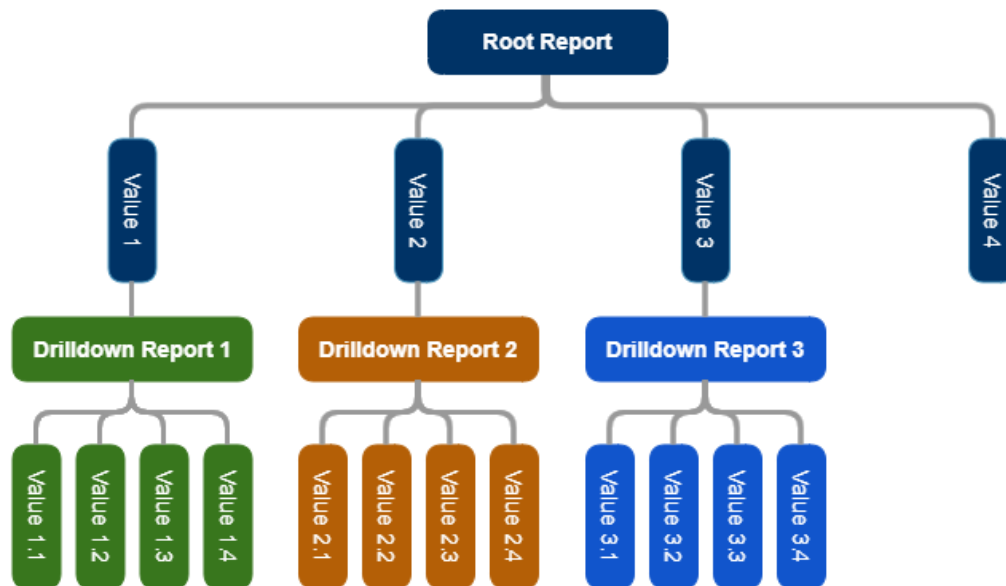 Root Report
Value 1
Value 2
Value 3
Value 4
Drilldown Report 1
Drilldown Report 2
Drilldown Report 3
Value 1.1
Value 1.2
Value 1.3
Value 1.4
Value 2.1
Value 2.2
Value 2.3
Value 2.4
Value 3.1
Value 3.2
Value 3.3
Value 3.4